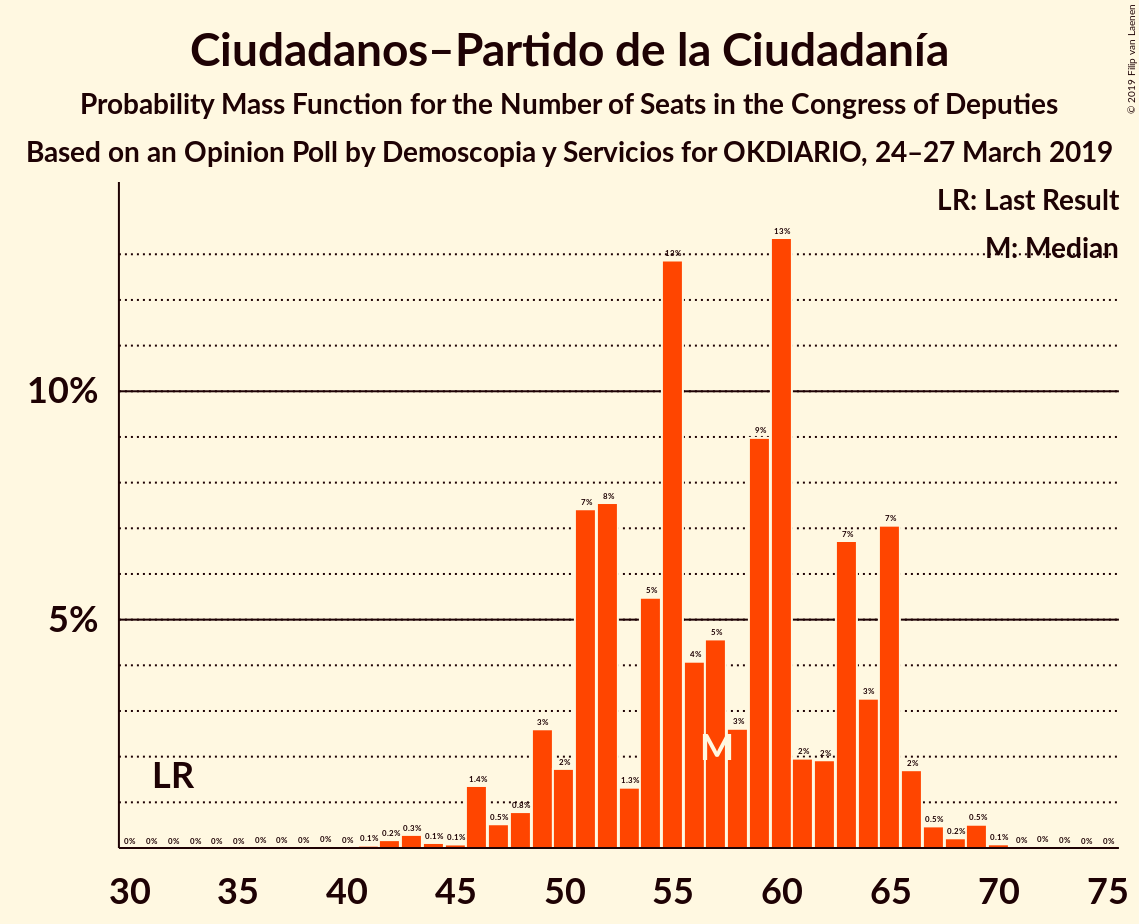 Ciudadanos–Partido de la Ciudadanía
Probability Mass Function for the Number of Seats in the Congress of Deputies
Based on an Opinion Poll by Demoscopia y Servicios for OKDIARIO, 24–27 March 2019
© 2019 Filip van Laenen
LR: Last Result
M: Median
10%
5%
LR
M
0% 0% 0% 0% 0% 0% 0% 0% 0% 0% 0% 0.1% 0.2% 0.3% 0.1% 0.1% 1.4% 0.5% 0.8% 3% 2% 7% 8% 1.3% 5% 13% 4% 5% 3% 9% 13% 2% 2% 7% 3% 7% 2% 0.5% 0.2% 0.5% 0.1% 0% 0% 0% 0% 0%
30 35 40 45 50 55 60 65 70 75